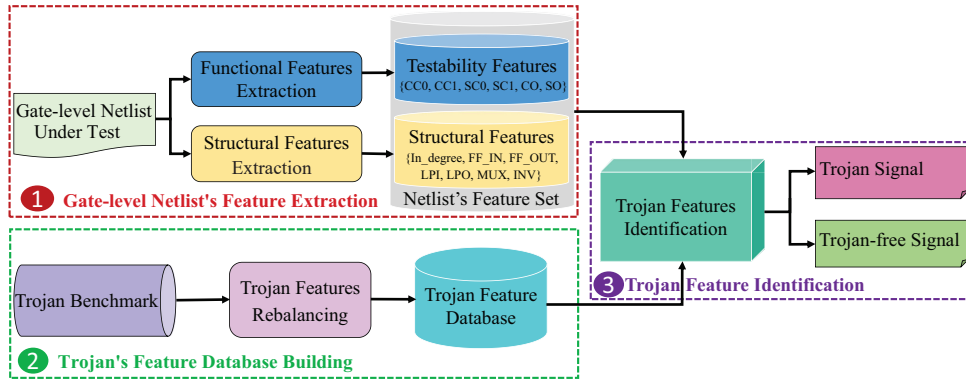 Gate-level Netlist
Under Test
Functional Features
Extraction
Structural Features
Extraction
Testability Features
{CC0, CC1, SC0, SC1, CO, SO}
Structural Features
{In_degree, FF_IN, FF_OUT,
LPI, LPO, MUX, INV}
Netlist's Feature Set
1 Gate-level Netlist's Feature Extraction
Trojan Benchmark
Trojan Features
Rebalancing
Trojan Feature
Database
2 Trojan's Feature Database Building
Trojan Features
Identification
Trojan Signal
Trojan-free Signal
3 Trojan Feature Identification